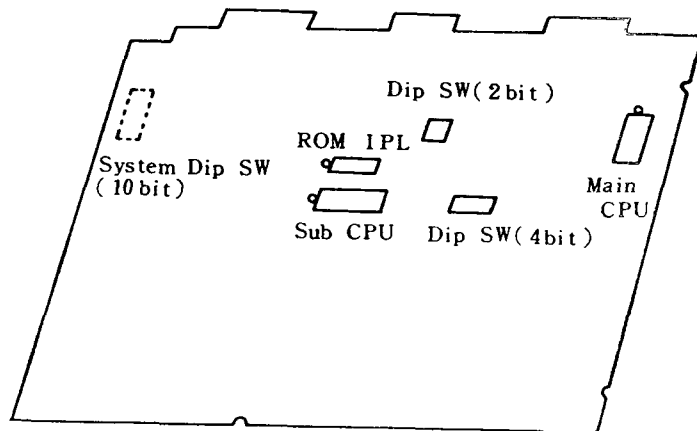 Dip SW(2bit)
ROM IPL
System Dip SW
(10bit)
Main
CPU
Sub CPU
Dip SW(4bit)